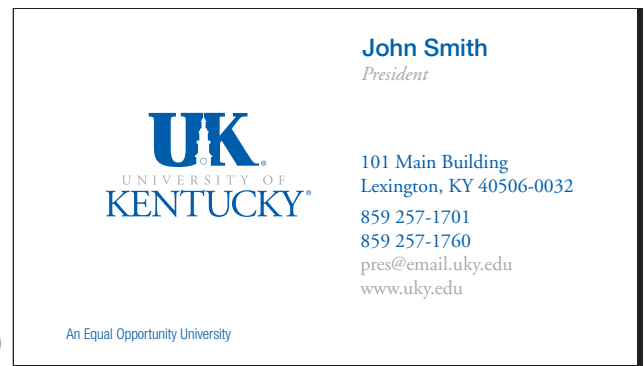 John Smith
President
UK
UNIVERSITY OF
KENTUCKY®
101 Main Building
Lexington, KY 40506-0032
859 257-1701
859 257-1760
pres@email.uky.edu
www.uky.edu
An Equal Opportunity University